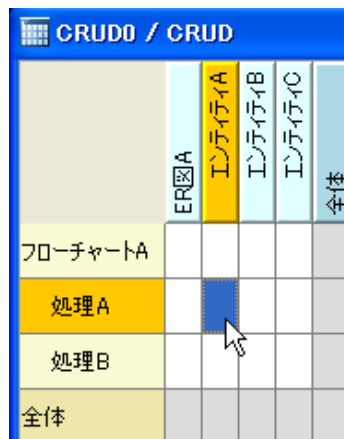 CRUD0 / CRUD
ER図A
エンティティA
エンティティB
エンティティC
全体
フローチャートA
処理A
処理B
全体